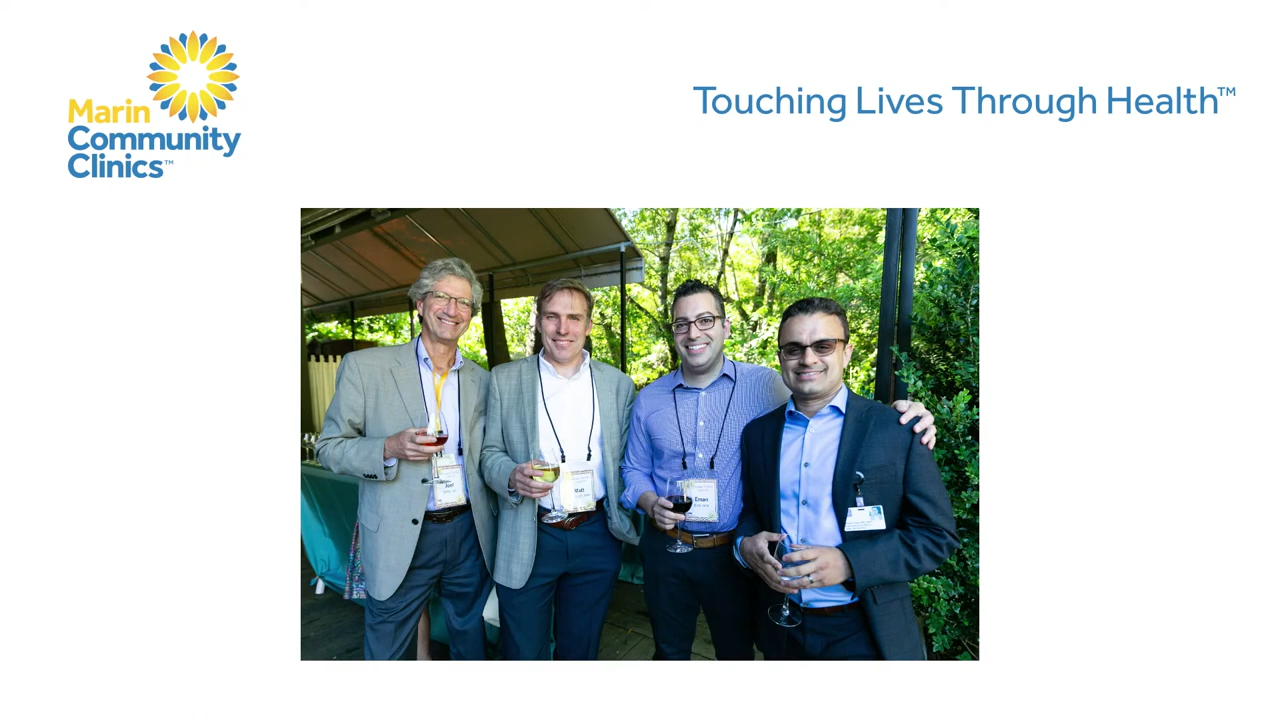 Marin
Community
Clinics™
Touching Lives Through Health™
Joel
Matt
Eman